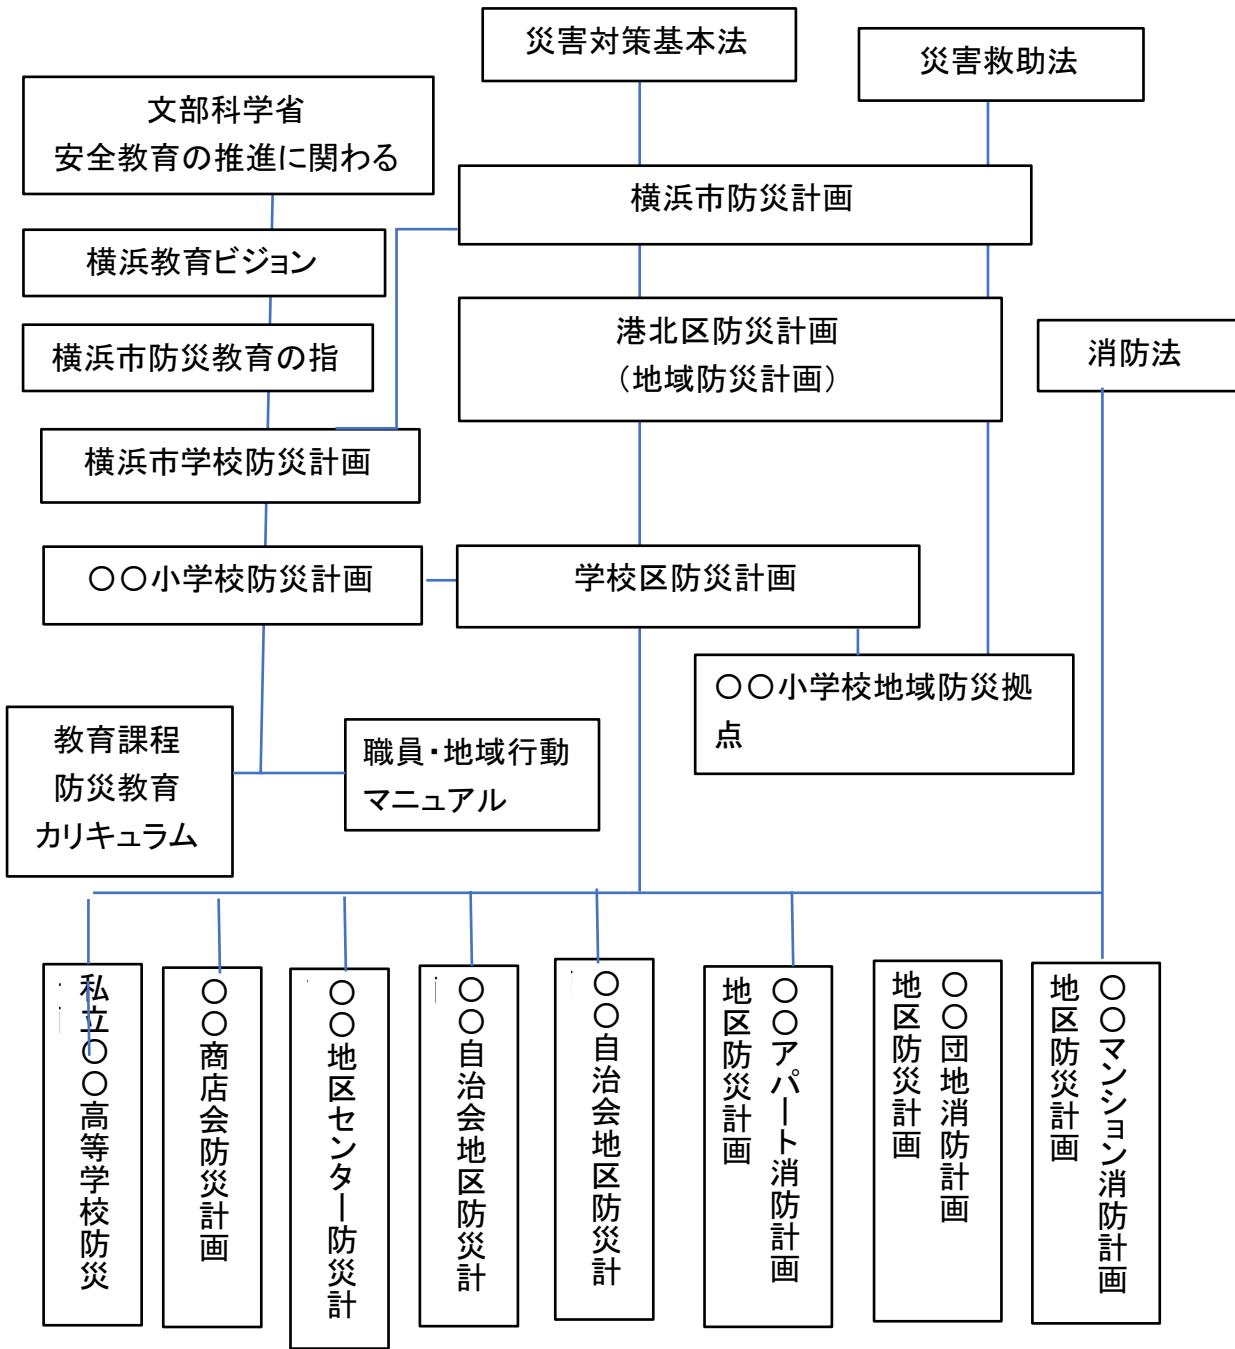 災害対策基本法
災害救助法
文部科学省
安全教育の推進に関わる
横浜市防災計画
横浜教育ビジョン
港北区防災計画
（地域防災計画）
消防法
横浜市防災教育の指
横浜市学校防災計画
〇〇小学校防災計画
学校区防災計画
〇〇小学校地域防災拠
点
教育課程
防災教育
カリキュラム
職員・地域行動
マニュアル
私立〇〇高等学校防災
〇〇商店会防災計画
〇〇地区センター防災計
〇〇自治会地区防災計
〇〇自治会地区防災計
〇〇アパート消防計画
地区防災計画
〇〇団地消防計画
地区防災計画
〇〇マンション消防計画
地区防災計画